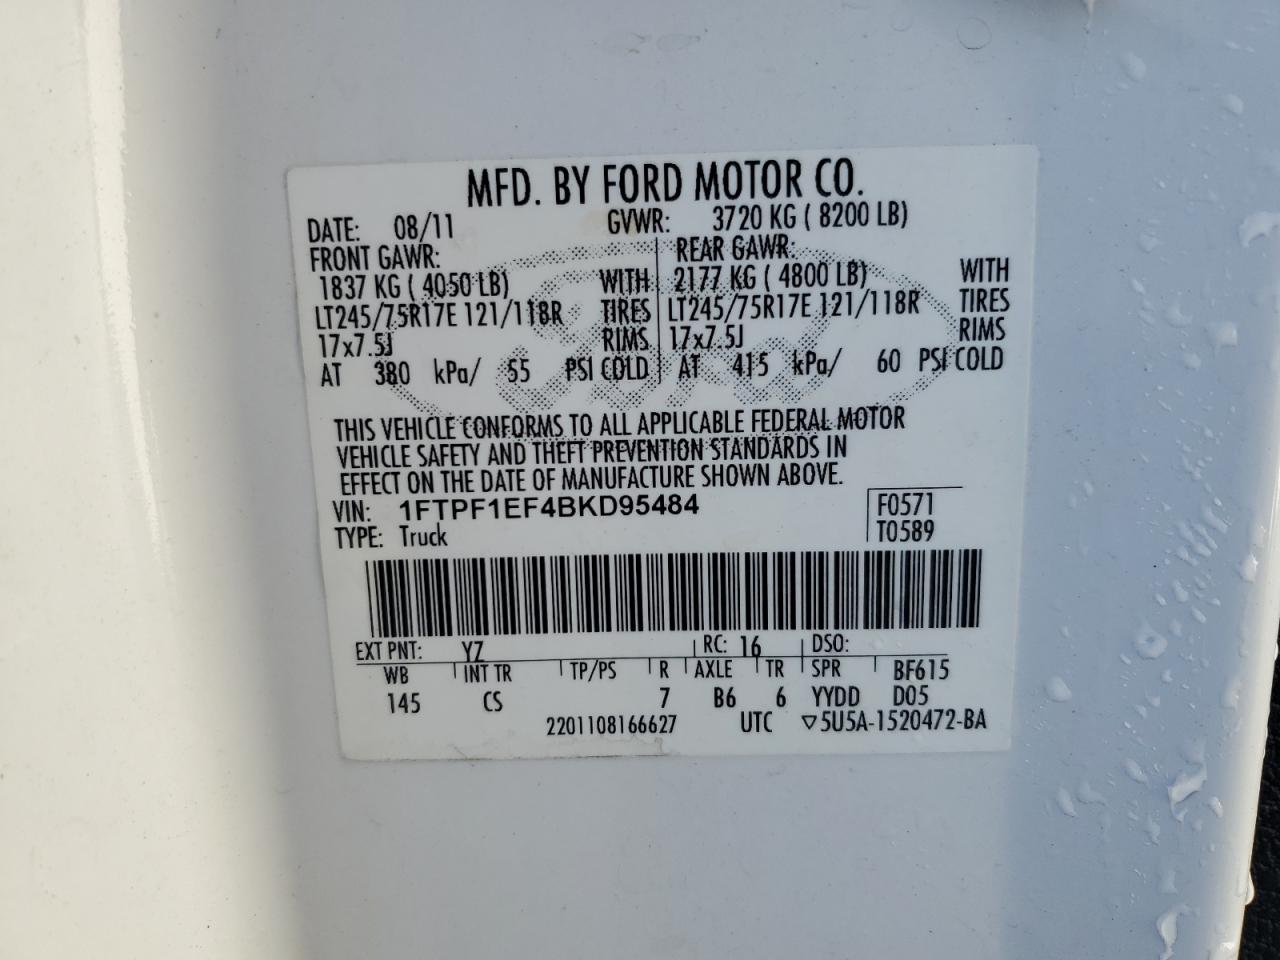 MFD. BY FORD MOTOR CO.
DATE: 08/11 GVWR: 3720 KG ( 8200 LB)
FRONT GAWR: REAR GAWR:
1837 KG ( 4050 LB) WITH 2177 KG ( 4800 LB) WITH
LT245/75R17E 121/118R TIRES LT245/75R17E 121/118R TIRES
17x7.5J RIMS 17x7.5J RIMS
AT 380 kPa/ 55 PSI COLD AT 415 kPa/ 60 PSI COLD
THIS VEHICLE CONFORMS TO ALL APPLICABLE FEDERAL MOTOR
VEHICLE SAFETY AND THEFT PREVENTION STANDARDS IN
EFFECT ON THE DATE OF MANUFACTURE SHOWN ABOVE.
VIN: 1FTPF1EF4BKD95484 F0571
TYPE: Truck T0589
EXT PNT: YZ RC: 16 DSO:
WB INT TR TP/PS R AXLE TR SPR BF615
145 CS 7 B6 6 YYDD D05
2201108166627 UTC ▽5U5A-1520472-BA